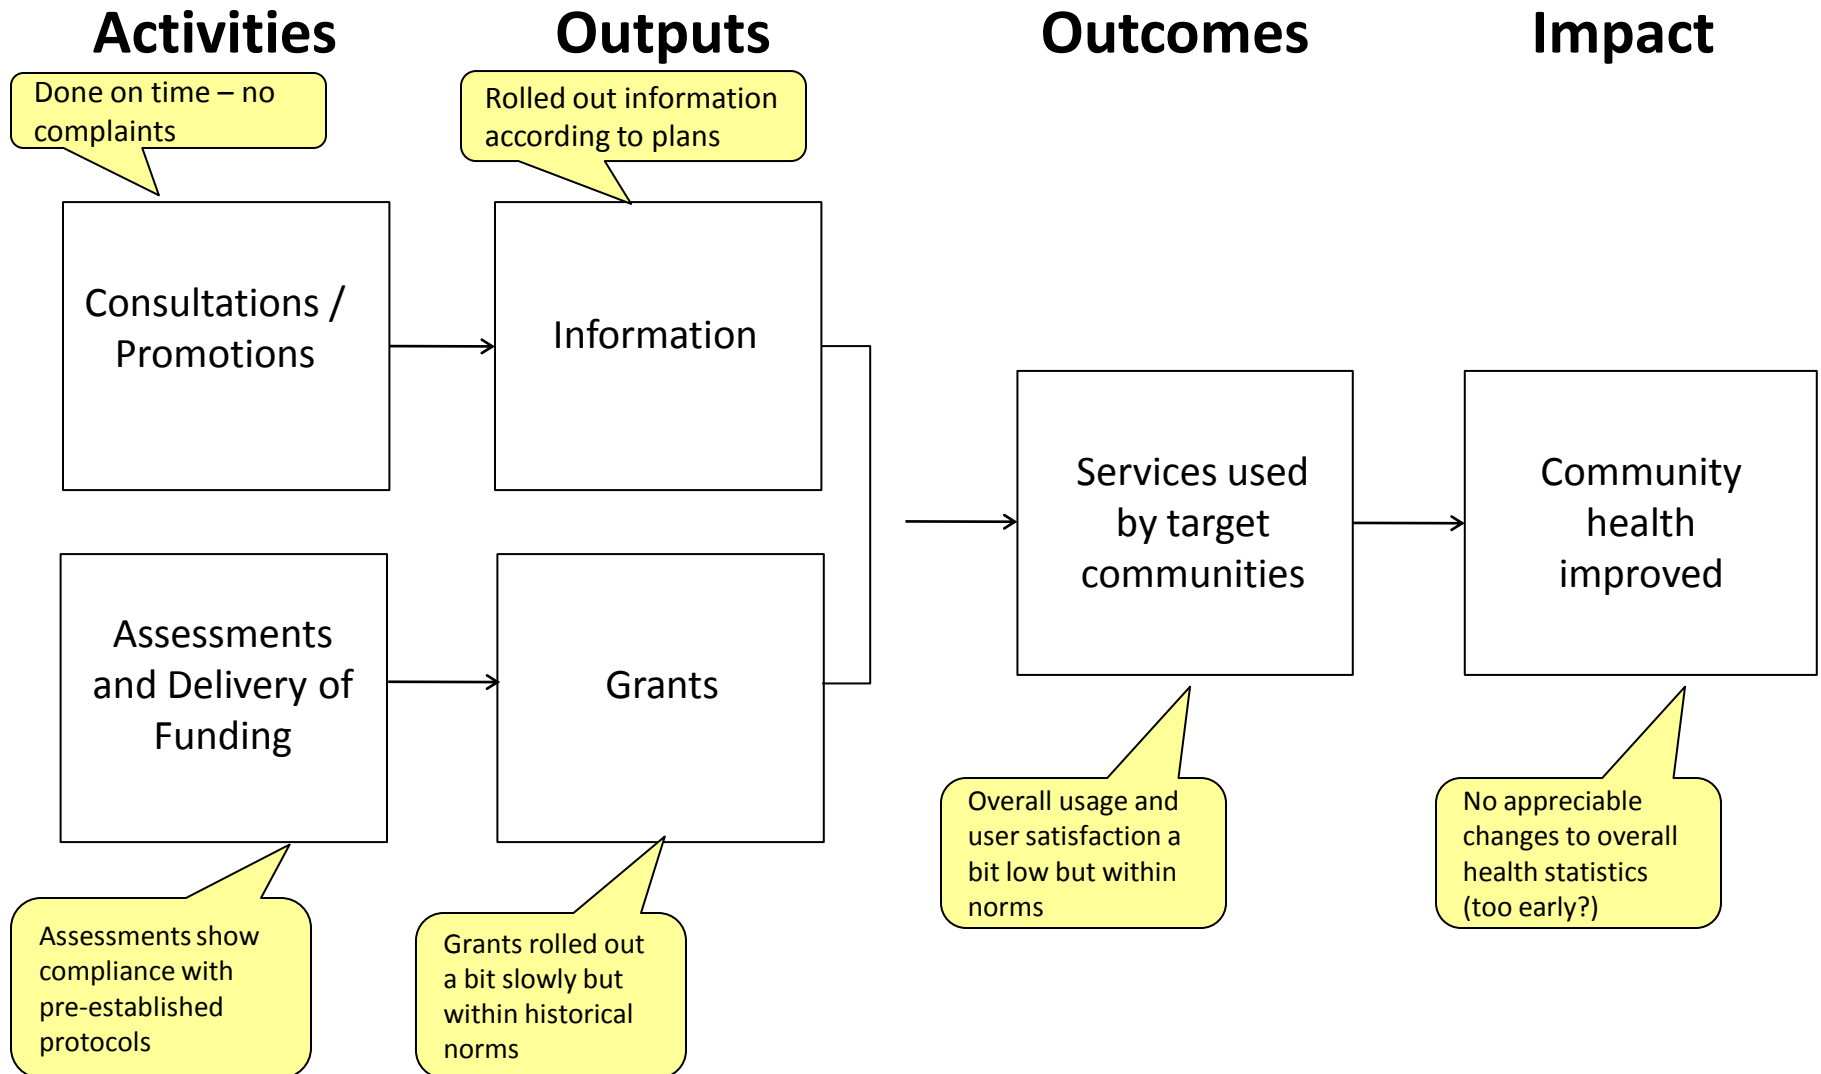 Activities
Outputs
Outcomes
Impact
Done on time – no
complaints
Rolled out information
according to plans
Consultations /
Promotions
Information
Services used
by target
communities
Community
health
improved
Assessments
and Delivery of
Funding
Grants
Overall usage and
user satisfaction a
bit low but within
norms
No appreciable
changes to overall
health statistics
(too early?)
Assessments show
compliance with
pre-established
protocols
Grants rolled out
a bit slowly but
within historical
norms